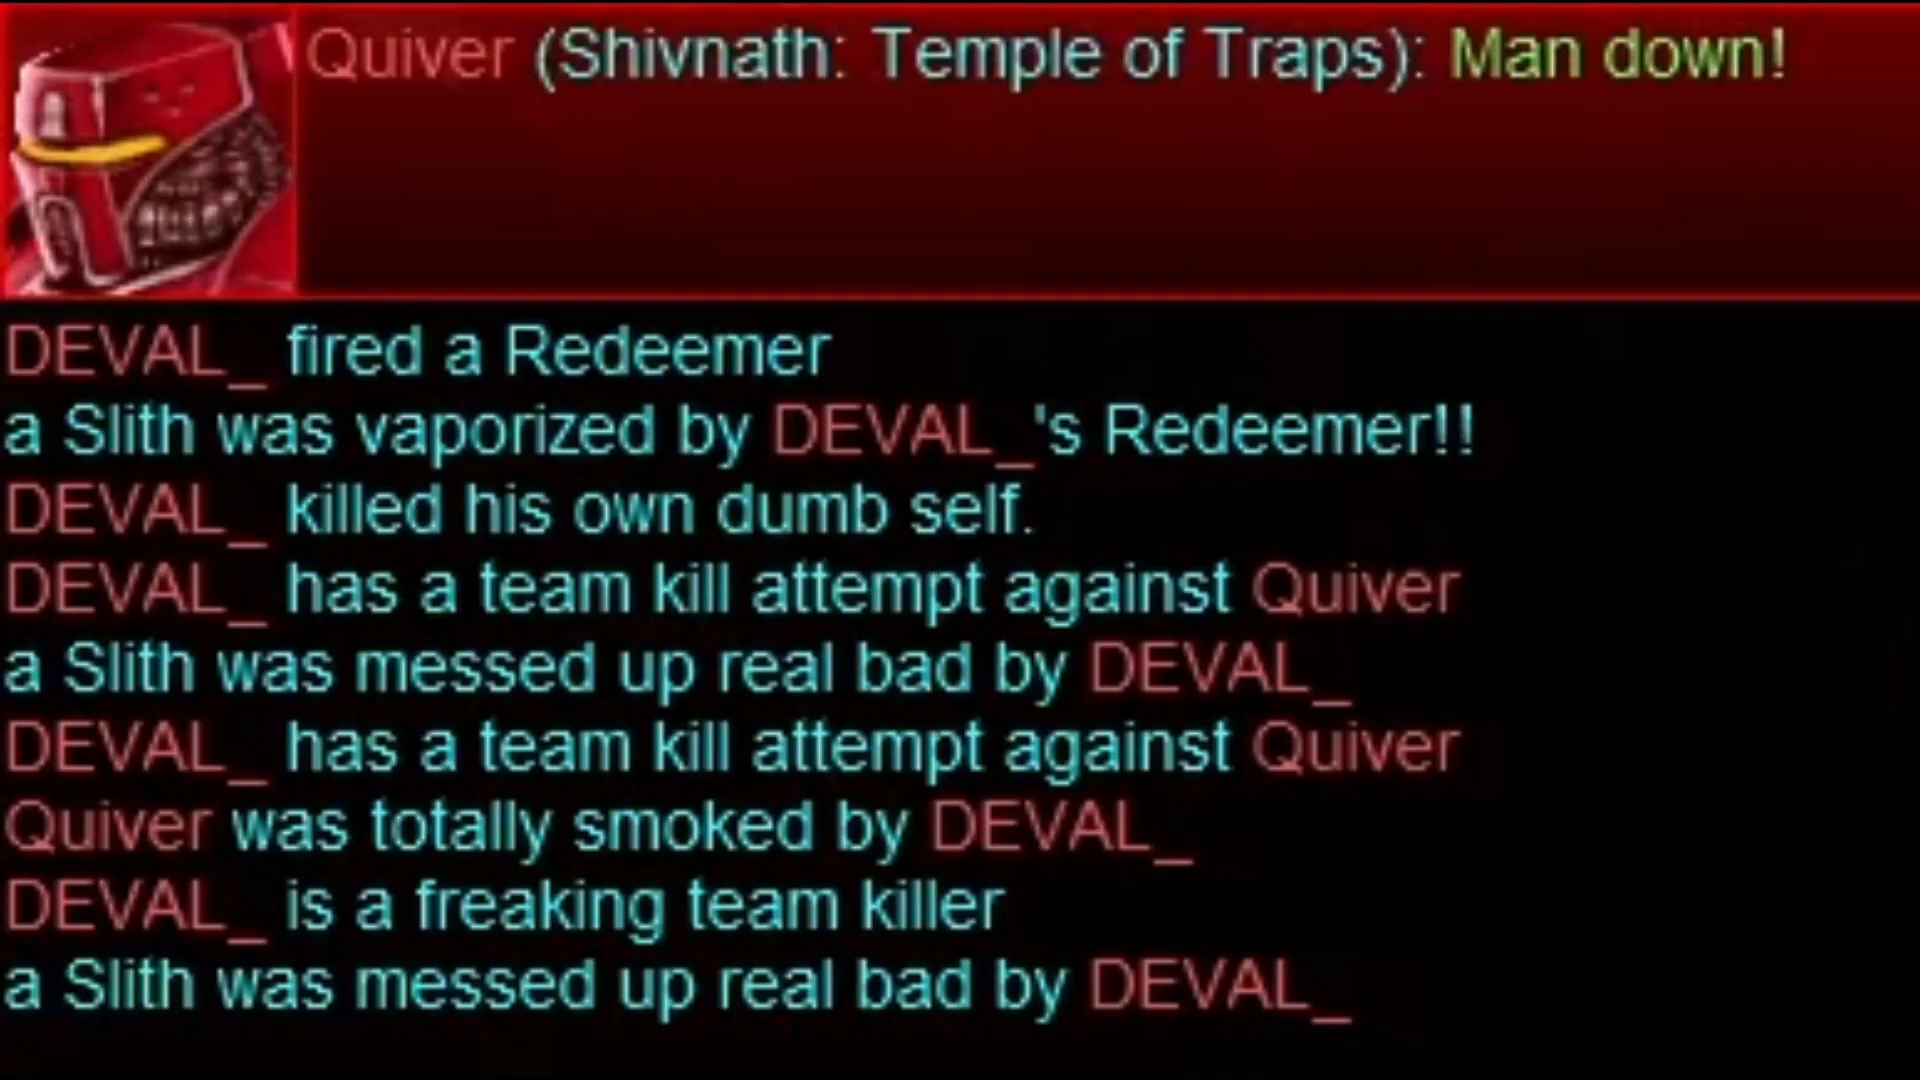 Quiver (Shivnath: Temple of Traps): Man down!
DEVAL_ fired a Redeemer
a Slith was vaporized by DEVAL_'s Redeemer!!
DEVAL_ killed his own dumb self.
DEVAL_ has a team kill attempt against Quiver
a Slith was messed up real bad by DEVAL_
DEVAL_ has a team kill attempt against Quiver
Quiver was totally smoked by DEVAL_
DEVAL_ is a freaking team killer
a Slith was messed up real bad by DEVAL_